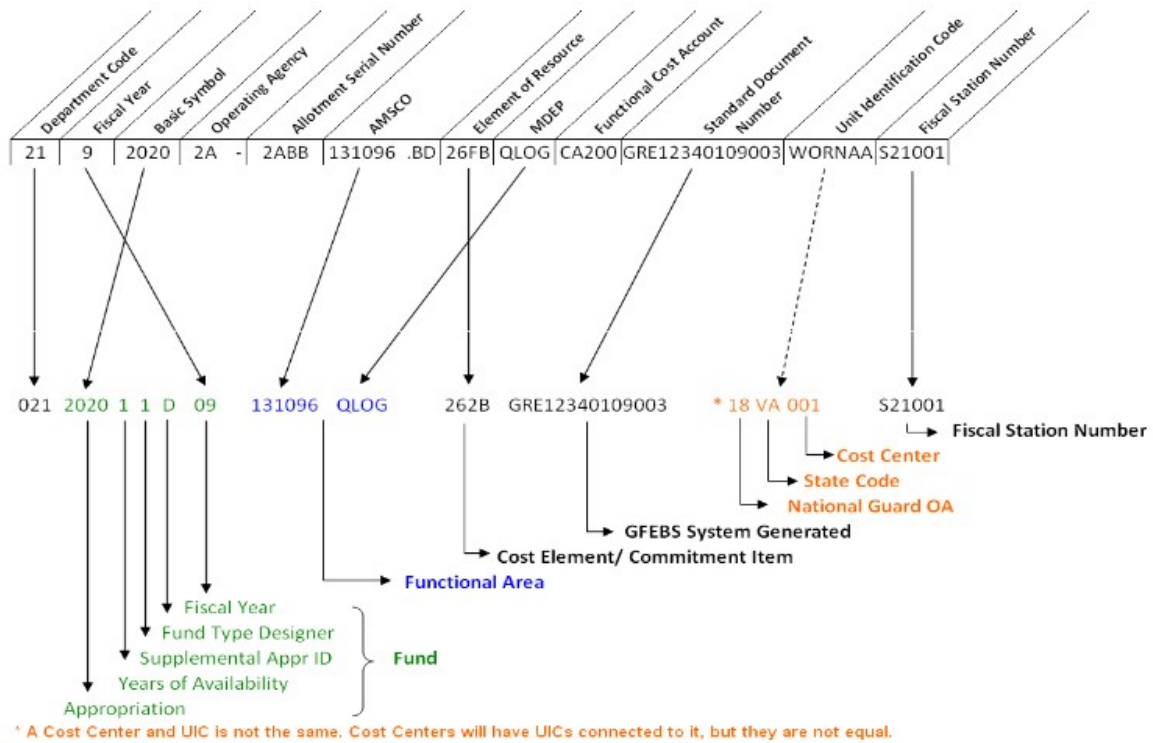 Department Code
Fiscal Year
Basic Symbol
Operating Agency
Allotment Serial Number
AMSCO
Element of Resource
MDEP
Functional Cost Account
Standard Document
Number
Unit Identification Code
Fiscal Station Number
21 9 2020 2A - 2ABB 131096 .BD 26FB QLOG CA200 GRE12340109003 WORNAA S21001
021 2020 1 1 D 09 131096 QLOG 262B GRE12340109003 * 18 VA 001 S21001
Fiscal Station Number
Cost Center
State Code
National Guard OA
GFEBS System Generated
Cost Element/ Commitment Item
Functional Area
Fiscal Year
Fund Type Designer
Supplemental Appr ID
Fund
Years of Availability
Appropriation
* A Cost Center and UIC is not the same. Cost Centers will have UICs connected to it, but they are not equal.